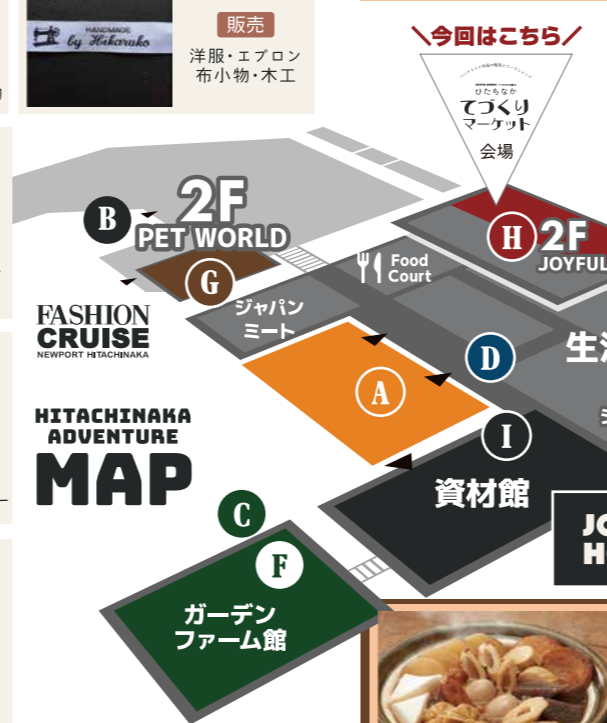 HANDMADE
by Hikaruko
販売
洋服・エプロン
布小物・木工
今回はこちら
ひたちなか
てづくり
マーケット
会場
B
2F
PET WORLD
G
H
2F
JOYFUL
Food
Court
ジャパン
ミート
FASHION
CRUISE
NEWPORT HITACHINAKA
D
A
I
HITACHINAKA
ADVENTURE
MAP
資材館
C
F
ガーデン
ファーム館